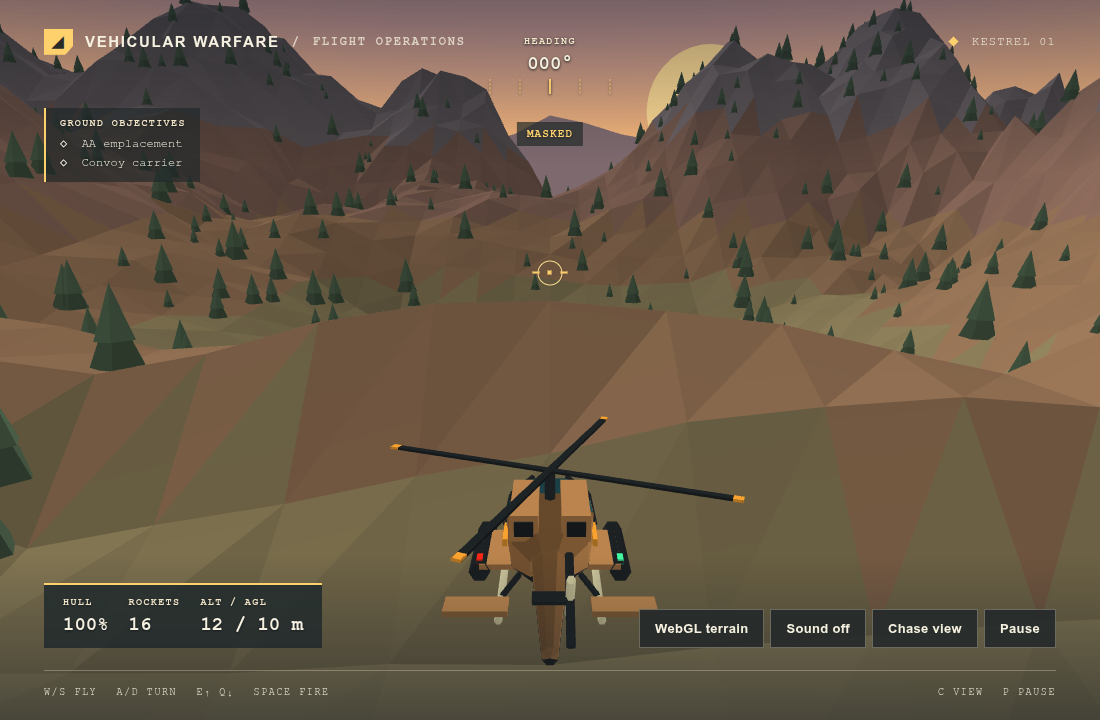 VEHICULAR WARFARE / FLIGHT OPERATIONS
HEADING
000°
KESTREL 01
MASKED
GROUND OBJECTIVES
AA emplacement
Convoy carrier
HULL ROCKETS ALT / AGL
100% 16 12 / 10 m
WebGL terrain Sound off Chase view Pause
W/S FLY A/D TURN E↑ Q↓ SPACE FIRE
C VIEW P PAUSE